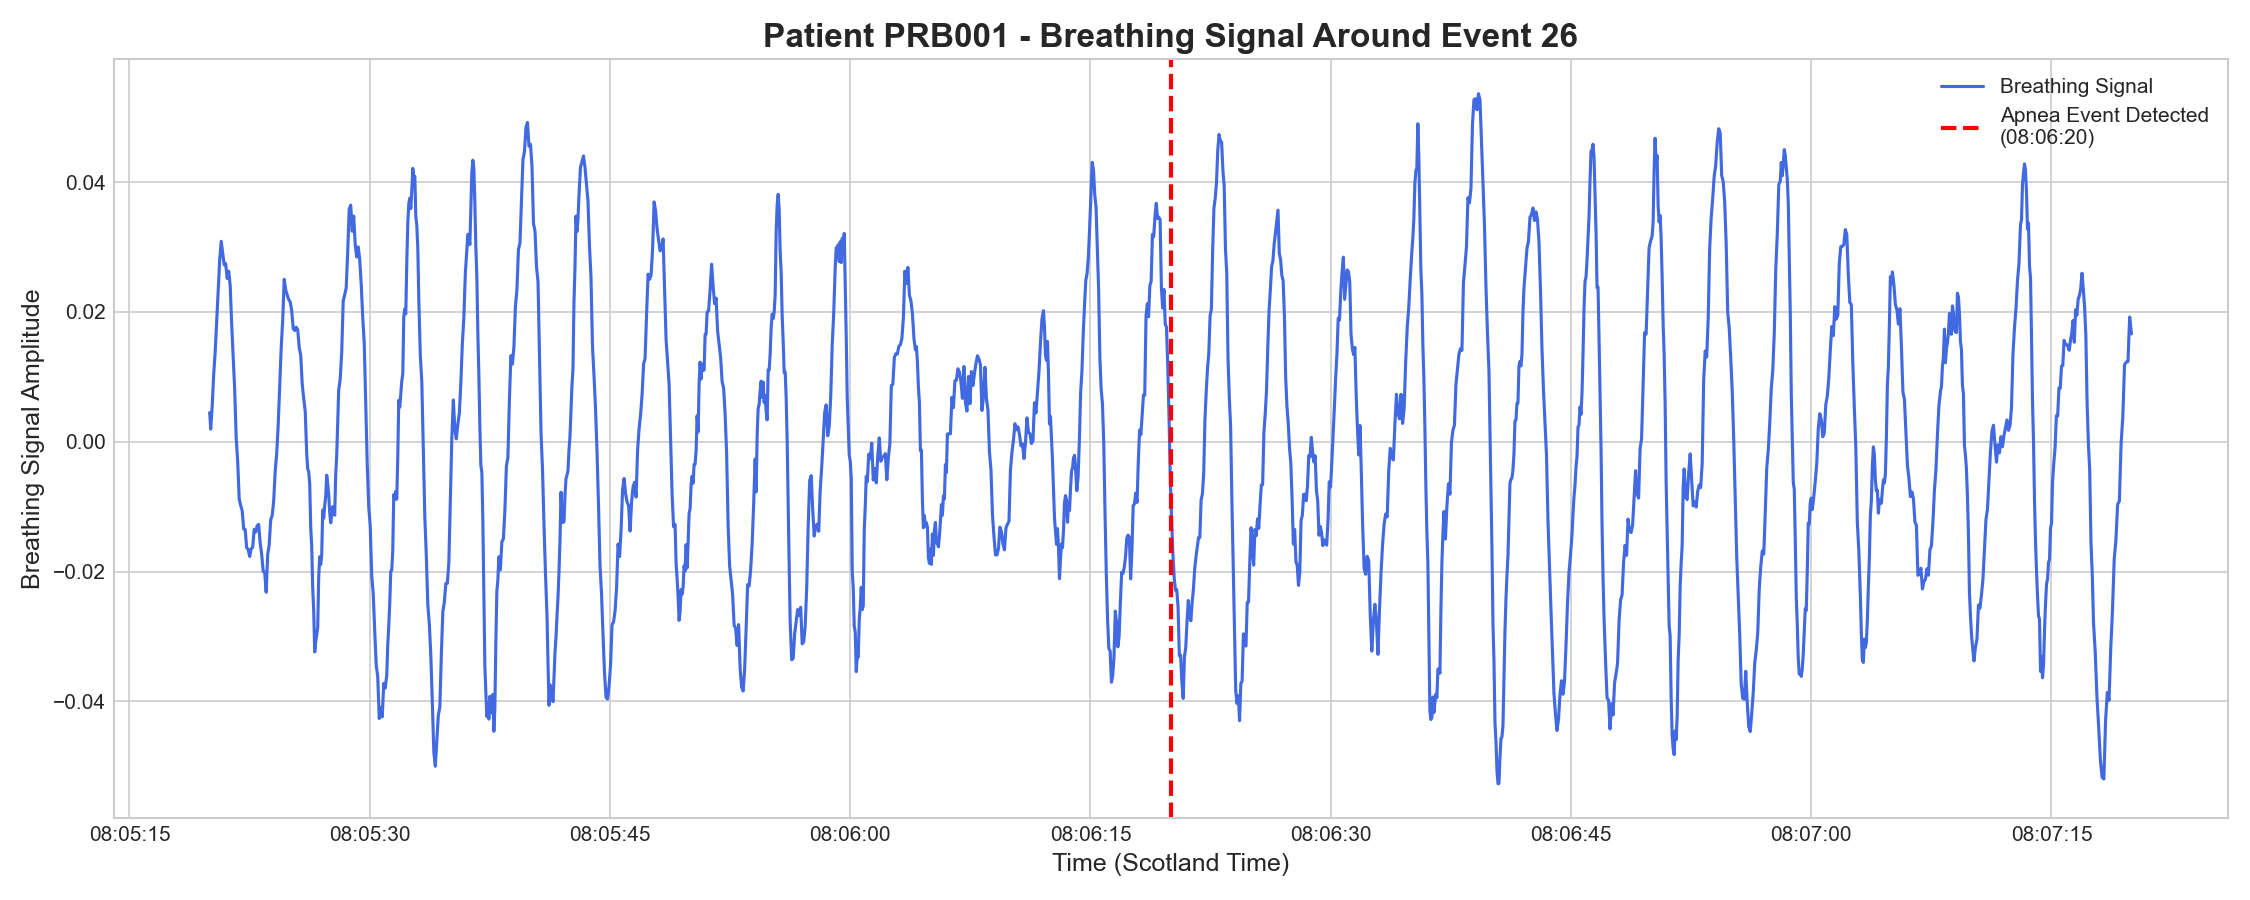 Patient PRB001 - Breathing Signal Around Event 26
Breathing Signal
Apnea Event Detected
(08:06:20)
Breathing Signal Amplitude
0.04
0.02
0.00
−0.02
−0.04
08:05:15 08:05:30 08:05:45 08:06:00 08:06:15 08:06:30 08:06:45 08:07:00 08:07:15
Time (Scotland Time)